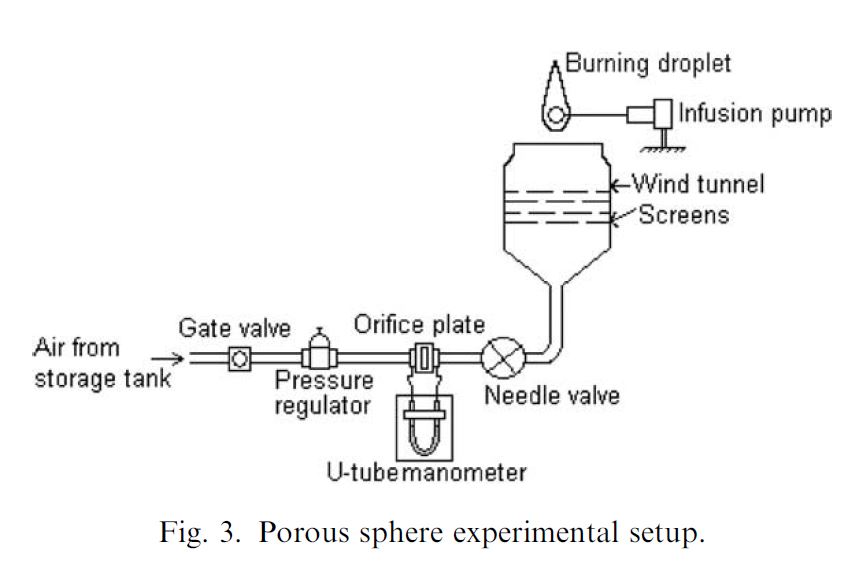 Burning droplet
Infusion pump
Wind tunnel
Screens
Gate valve
Orifice plate
Air from
storage tank
Pressure
regulator
Needle valve
U-tubemanometer
Fig. 3. Porous sphere experimental setup.